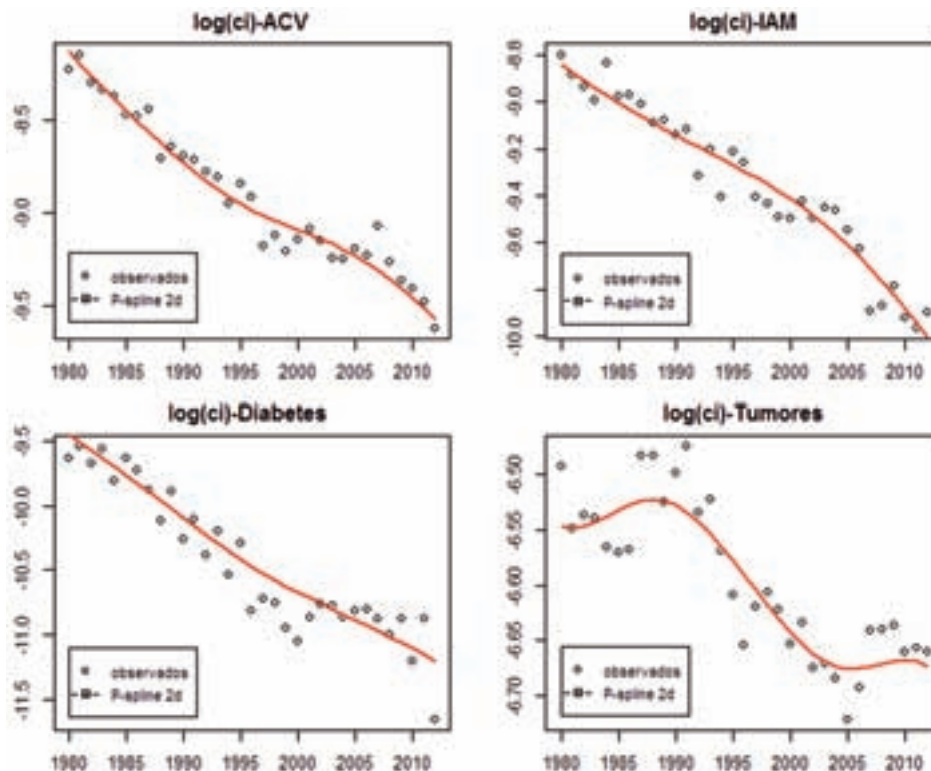 log(ci)-ACV
-8.5
-9.0
-9.5
observados
P-spline 2d
1980 1985 1990 1995 2000 2005 2010
log(ci)-IAM
-8.8
-9.0
-9.2
-9.4
-9.6
-10.0
observados
P-spline 2d
1980 1985 1990 1995 2000 2005 2010
log(ci)-Diabetes
-9.5
-10.0
-10.5
-11.0
-11.5
observados
P-spline 2d
1980 1985 1990 1995 2000 2005 2010
log(ci)-Tumores
-6.50
-6.55
-6.60
-6.65
-6.70
observados
P-spline 2d
1980 1985 1990 1995 2000 2005 2010